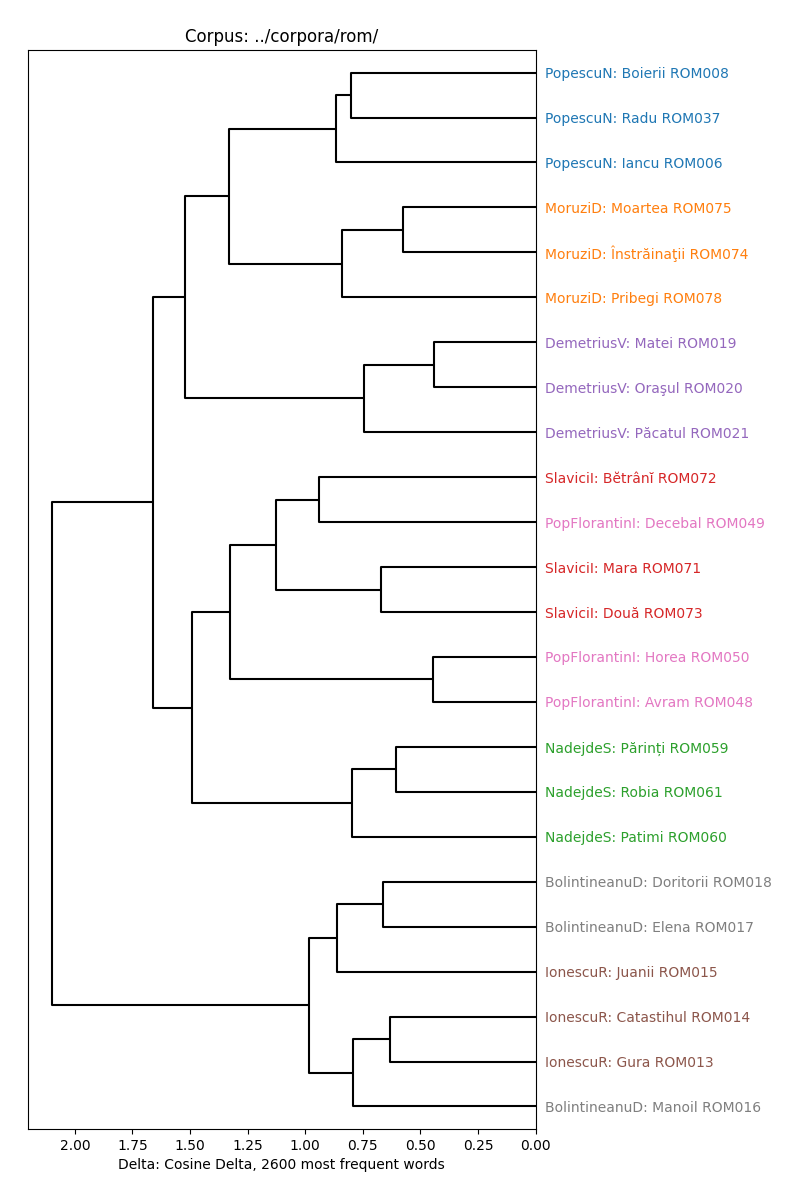 Corpus: ../corpora/rom/
PopescuN: Boierii ROM008
PopescuN: Radu ROM037
PopescuN: Iancu ROM006
MoruziD: Moartea ROM075
MoruziD: Înstrăinaţii ROM074
MoruziD: Pribegi ROM078
DemetriusV: Matei ROM019
DemetriusV: Oraşul ROM020
DemetriusV: Păcatul ROM021
SlaviciI: Bĕtrânĭ ROM072
PopFlorantinI: Decebal ROM049
SlaviciI: Mara ROM071
SlaviciI: Două ROM073
PopFlorantinI: Horea ROM050
PopFlorantinI: Avram ROM048
NadejdeS: Părinți ROM059
NadejdeS: Robia ROM061
NadejdeS: Patimi ROM060
BolintineanuD: Doritorii ROM018
BolintineanuD: Elena ROM017
IonescuR: Juanii ROM015
IonescuR: Catastihul ROM014
IonescuR: Gura ROM013
BolintineanuD: Manoil ROM016
2.00 1.75 1.50 1.25 1.00 0.75 0.50 0.25 0.00
Delta: Cosine Delta, 2600 most frequent words